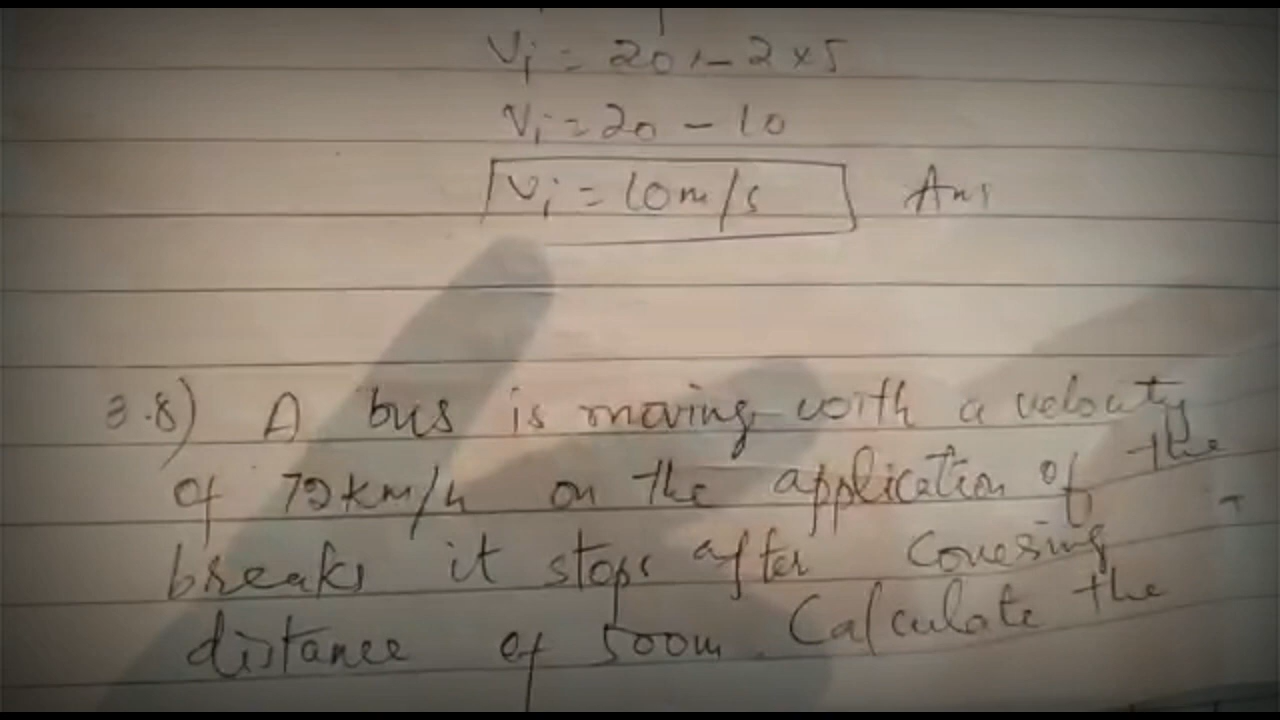 Vi = 20 - 2 x 5
Vi = 20 - 10
Vi = 10m/s Ans
3.8) A bus is moving with a velocity
of 72km/h on the application of the
breaks it stops after covering
distance of 500m. Calculate the